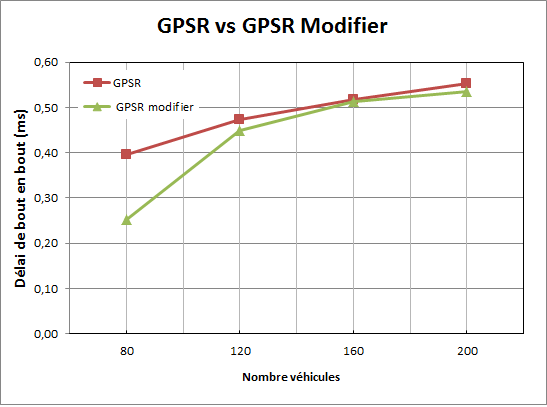 GPSR vs GPSR Modifier
0,60
0,50
0,40
0,30
0,20
0,10
0,00
Délai de bout en bout (ms)
GPSR
GPSR modifier
80 120 160 200
Nombre véhicules